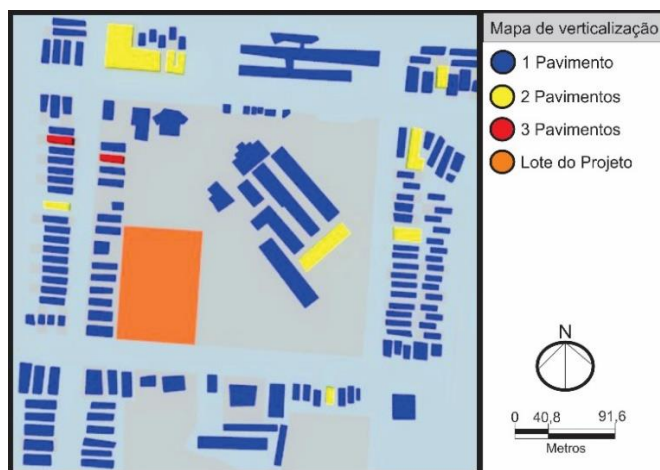 Mapa de verticalização
1 Pavimento
2 Pavimentos
3 Pavimentos
Lote do Projeto
N
0 40,8 91,6
Metros